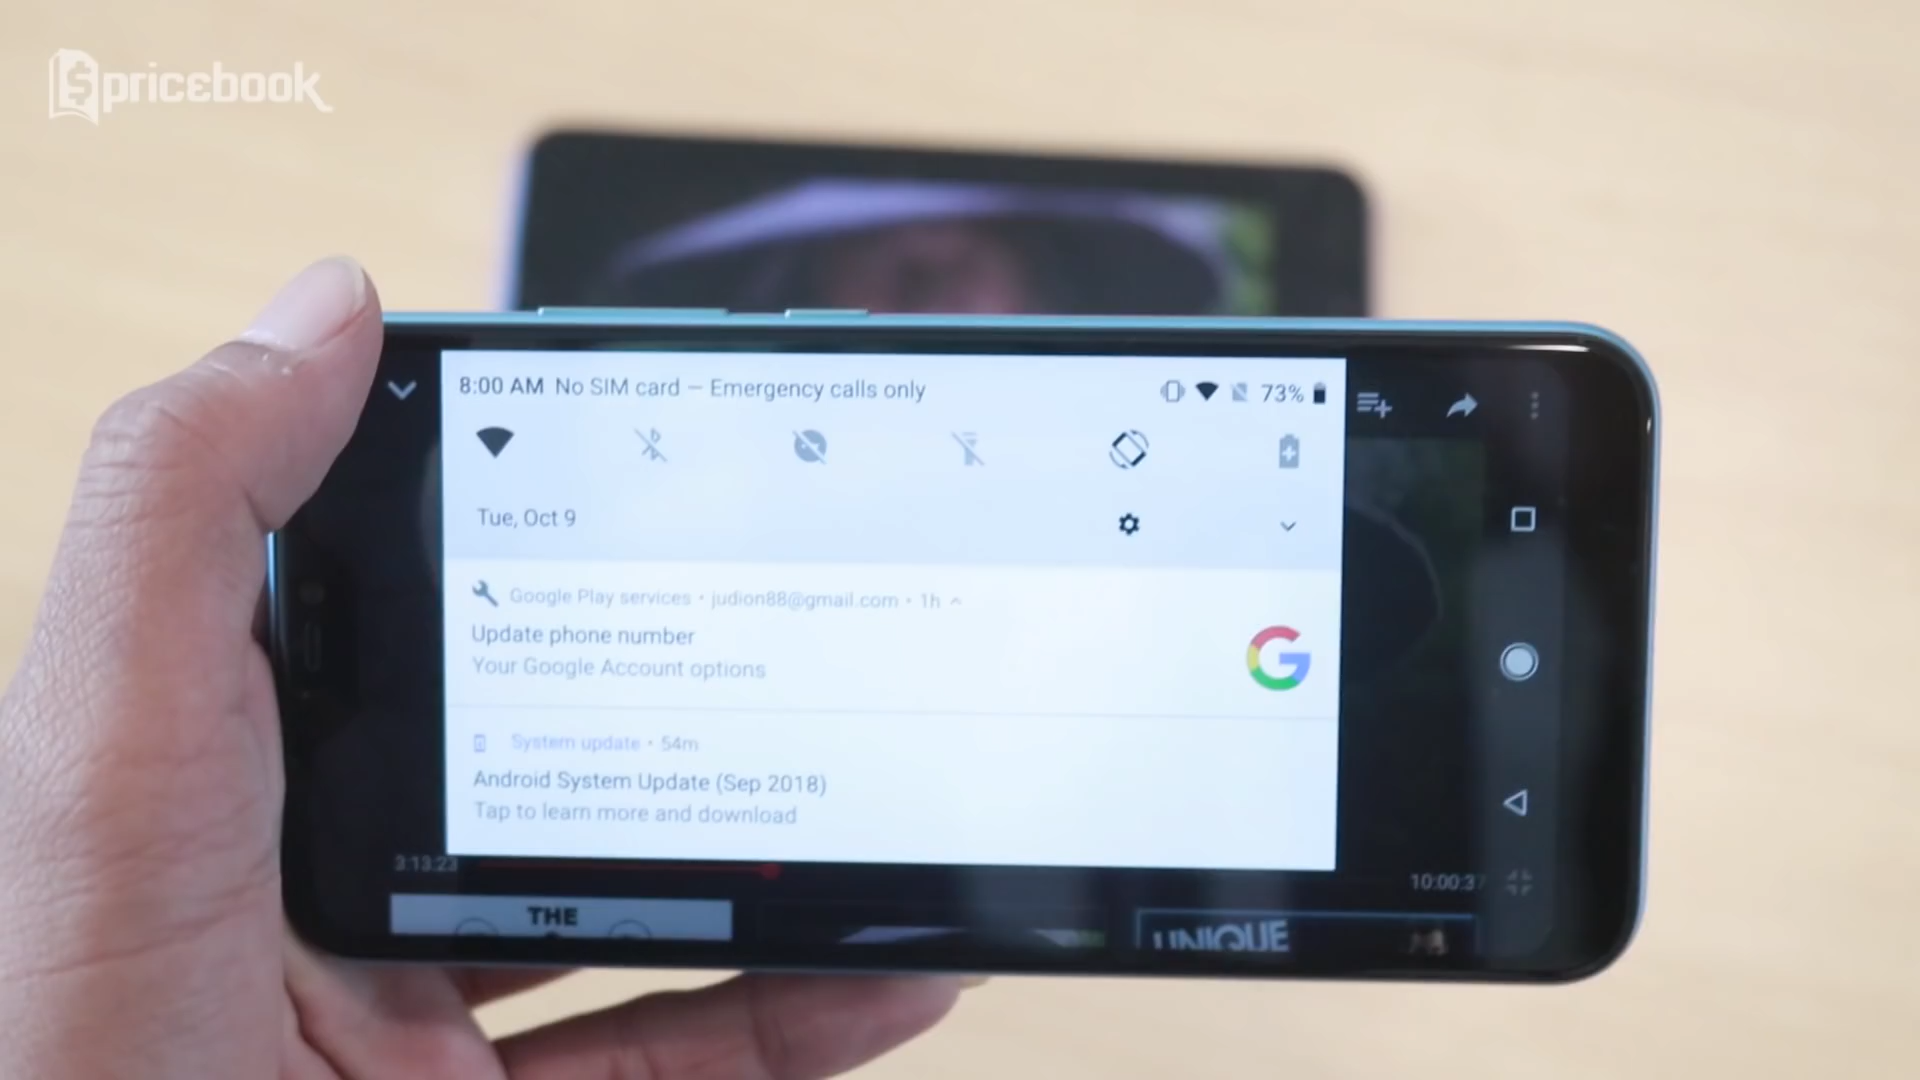 pricebook
8:00 AM No SIM card — Emergency calls only 73%
Tue, Oct 9
Google Play services • judion88@gmail.com • 1h
Update phone number
Your Google Account options
System update • 54m
Android System Update (Sep 2018)
Tap to learn more and download
3:13:23
10:00:37
THE
UNIQUE